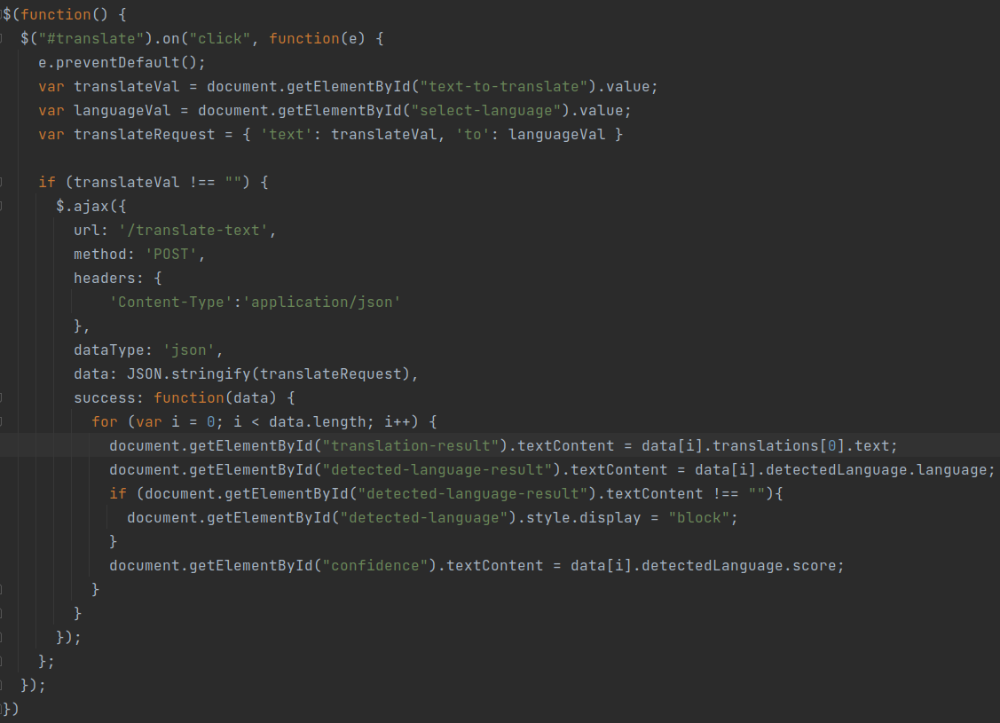 $(function() {
  $("#translate").on("click", function(e) {
    e.preventDefault();
    var translateVal = document.getElementById("text-to-translate").value;
    var languageVal = document.getElementById("select-language").value;
    var translateRequest = { 'text': translateVal, 'to': languageVal }

    if (translateVal !== "") {
      $.ajax({
        url: '/translate-text',
        method: 'POST',
        headers: {
            'Content-Type':'application/json'
        },
        dataType: 'json',
        data: JSON.stringify(translateRequest),
        success: function(data) {
          for (var i = 0; i < data.length; i++) {
            document.getElementById("translation-result").textContent = data[i].translations[0].text;
            document.getElementById("detected-language-result").textContent = data[i].detectedLanguage.language;
            if (document.getElementById("detected-language-result").textContent !== ""){
              document.getElementById("detected-language").style.display = "block";
            }
            document.getElementById("confidence").textContent = data[i].detectedLanguage.score;
          }
        }
      });
    };
  });
})